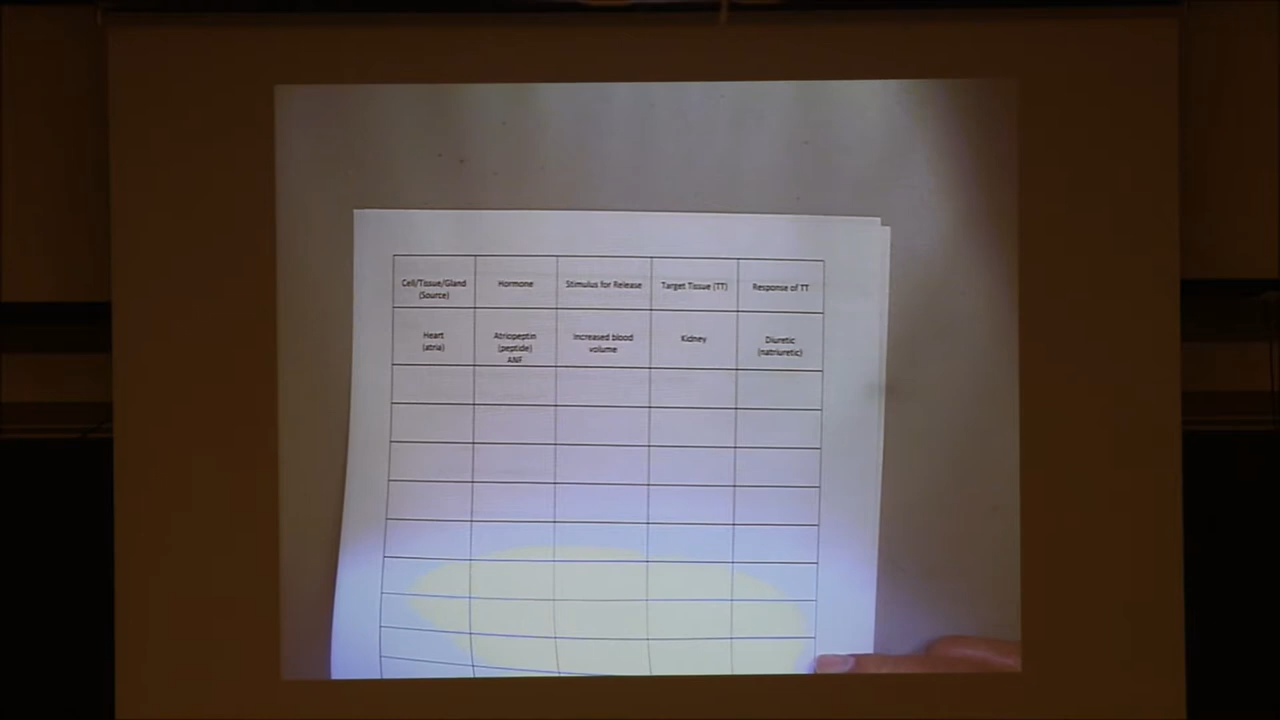 Cell/Tissue/Gland
(Source)
Hormone
Stimulus for Release
Target Tissue (TT)
Response of TT
Heart
(atria)
Atriopeptin
(peptide)
ANF
Increased blood
volume
Kidney
Diuretic
(natriuretic)